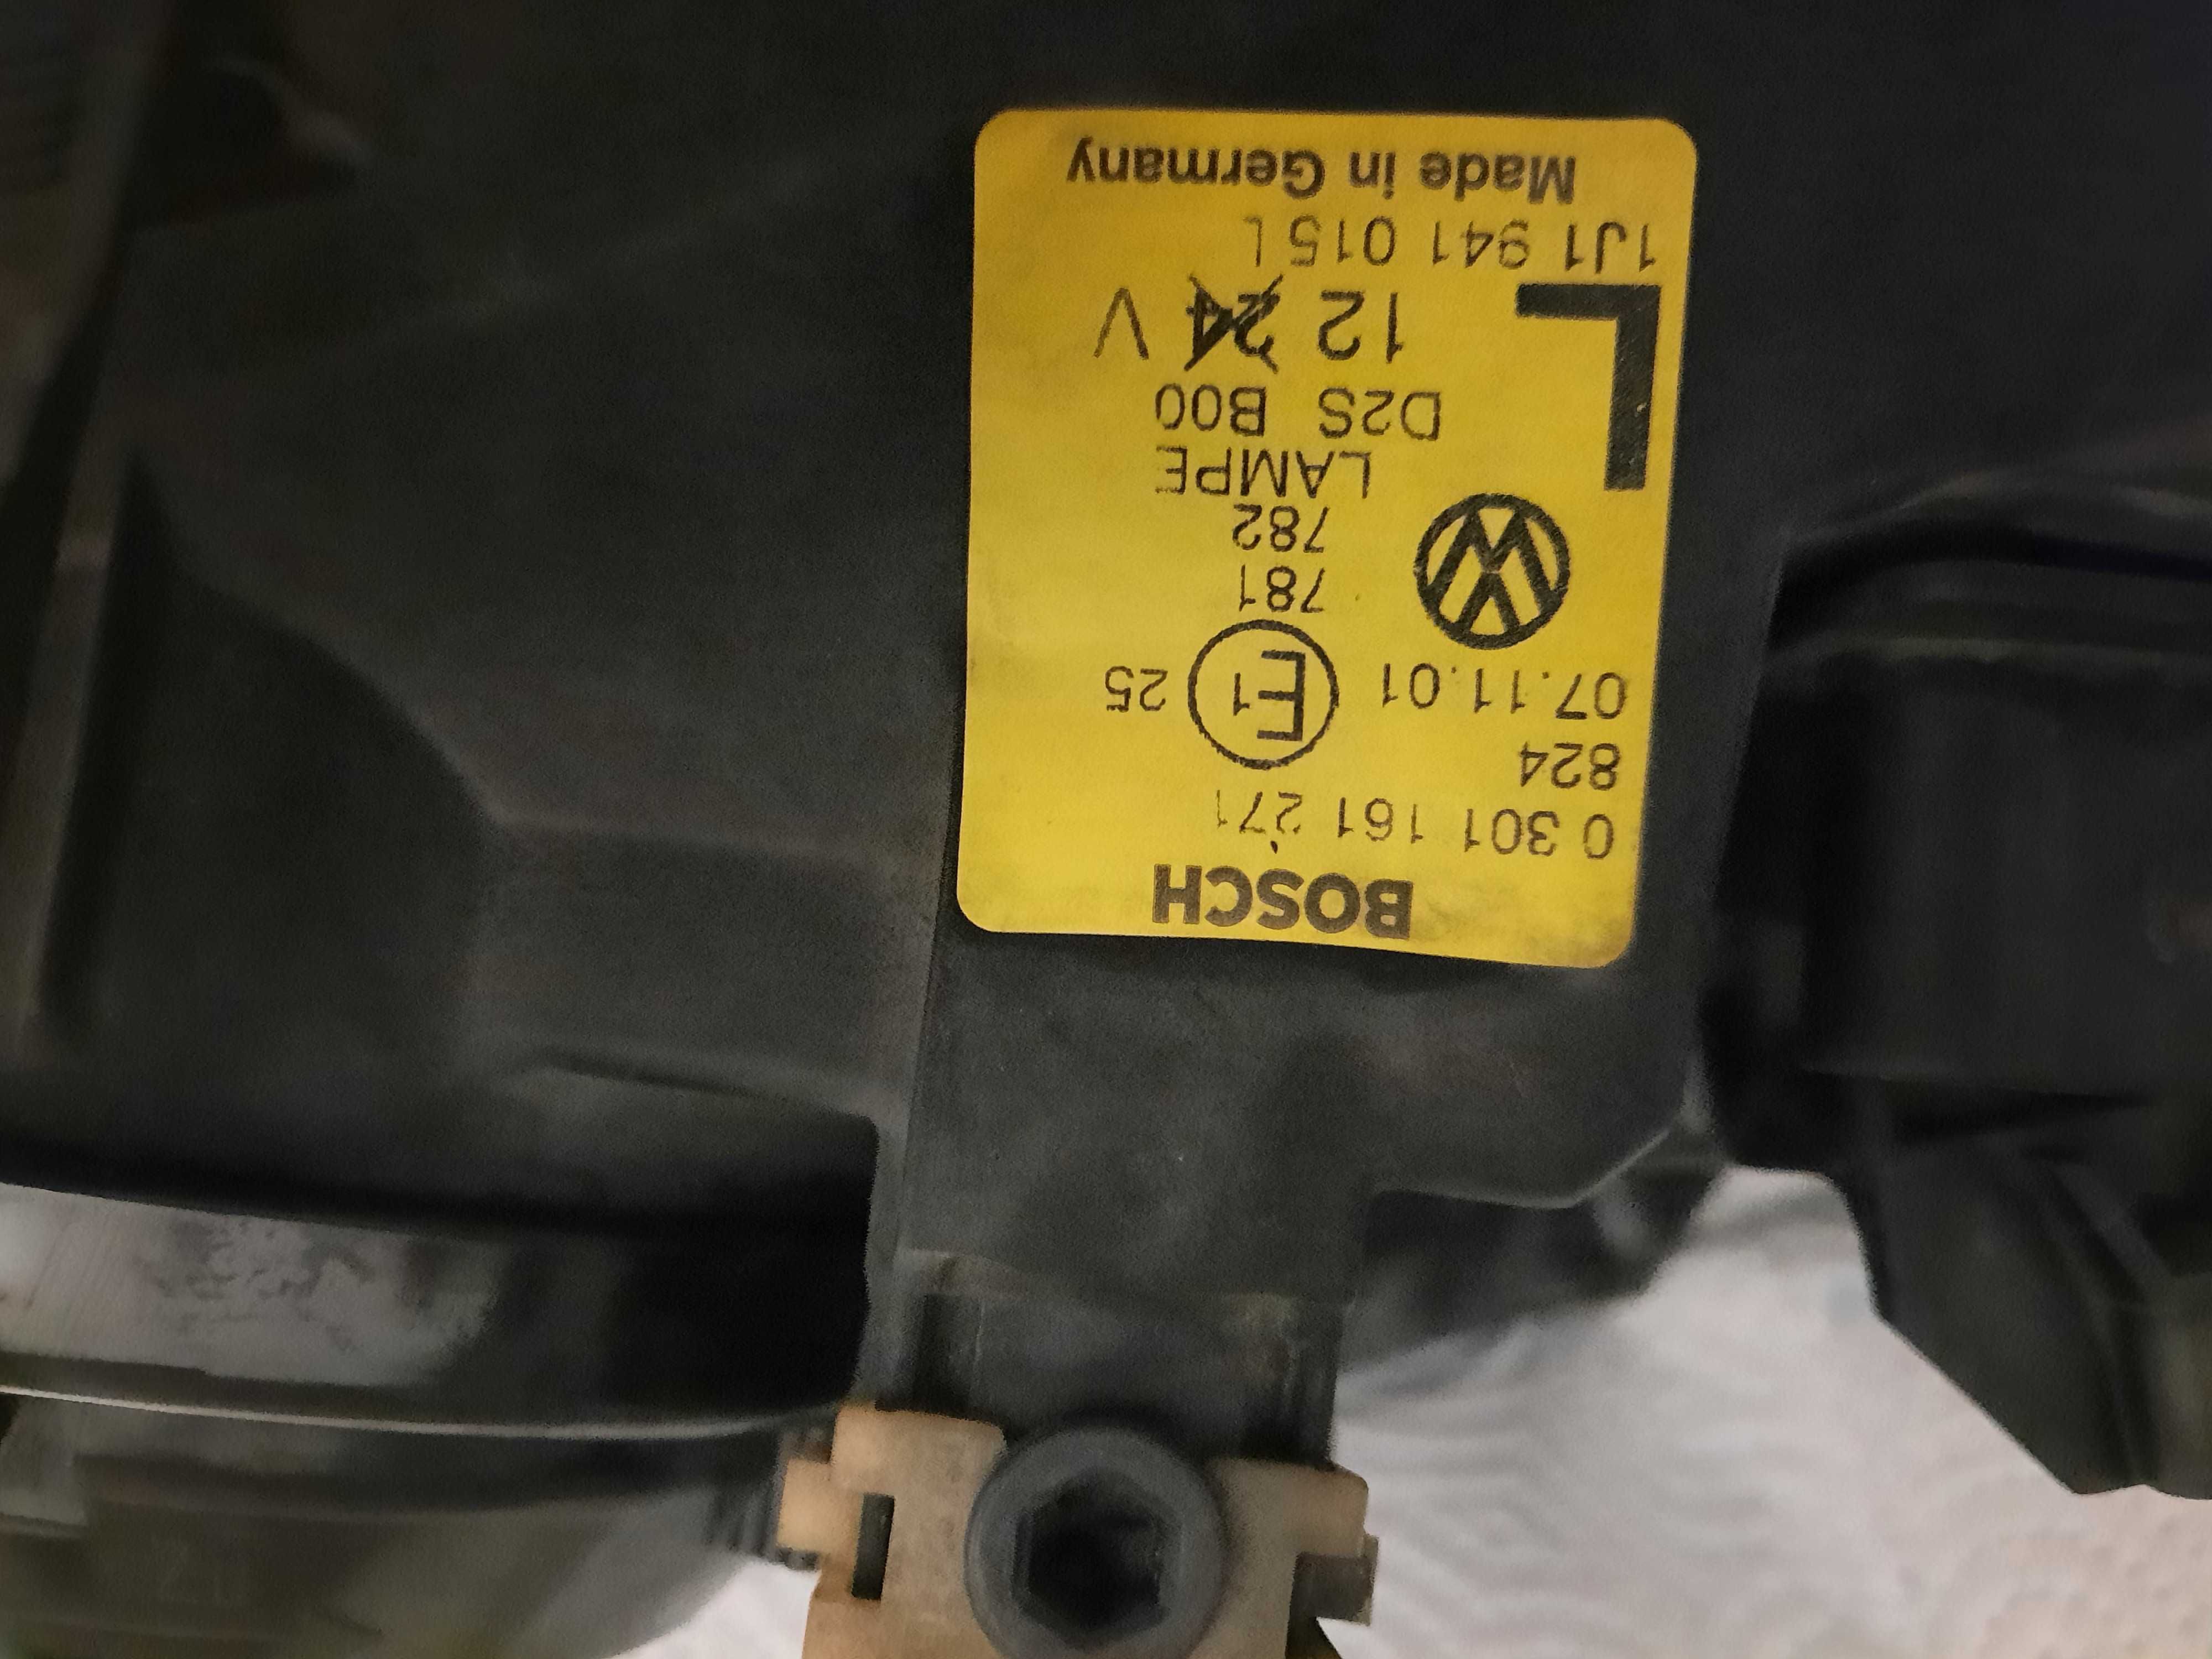 BOSCH
0 301 161 271
824
07.11.01 E1 25
781
782
LAMPE
D2S B00
L 12 24 V
1J1 941 015 L
Made in Germany